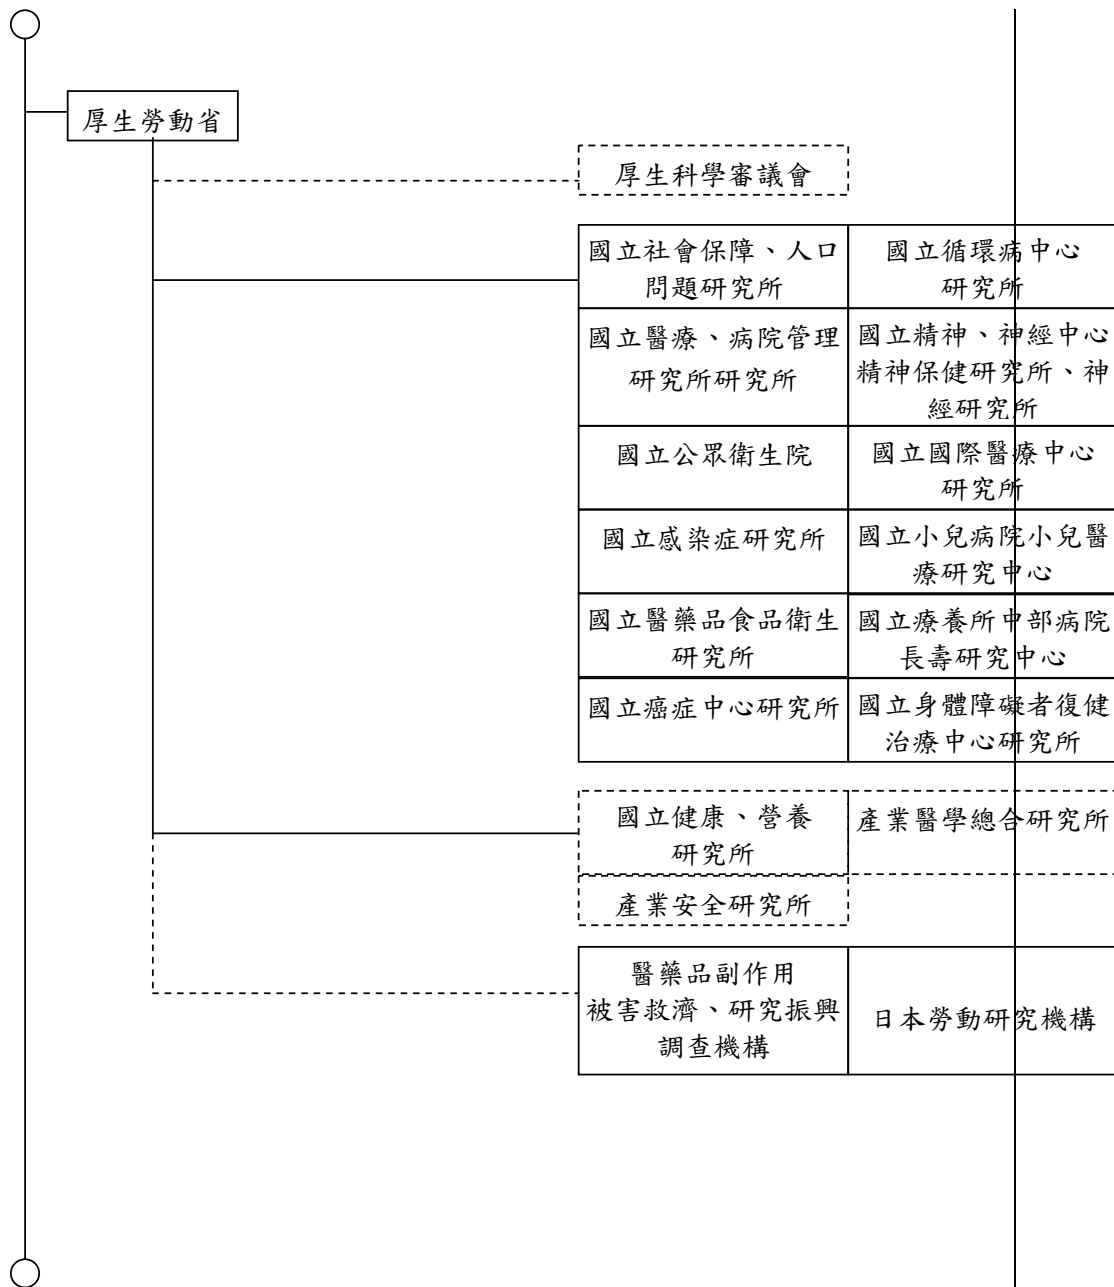 厚生勞動省
厚生科學審議會
國立社會保障、人口
問題研究所
國立循環病中心
研究所
國立醫療、病院管理
研究所研究所
國立精神、神經中心
精神保健研究所、神
經研究所
國立公眾衛生院
國立國際醫療中心
研究所
國立感染症研究所
國立小兒病院小兒醫
療研究中心
國立醫藥品食品衛生
研究所
國立療養所中部病院
長壽研究中心
國立癌症中心研究所
國立身體障礙者復健
治療中心研究所
國立健康、營養
研究所
產業醫學總合研究所
產業安全研究所
醫藥品副作用
被害救濟、研究振興
調查機構
日本勞動研究機構